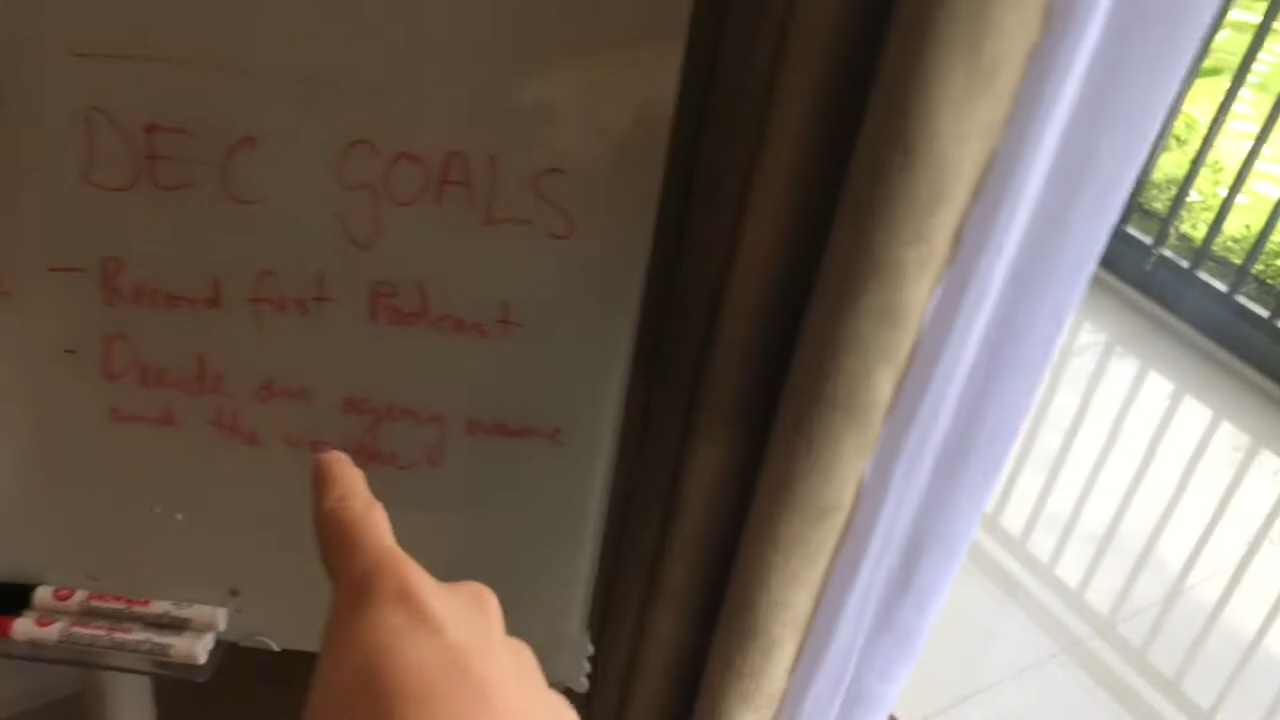 DEC GOALS
- Record first Podcast
- Decide on agency name
and the